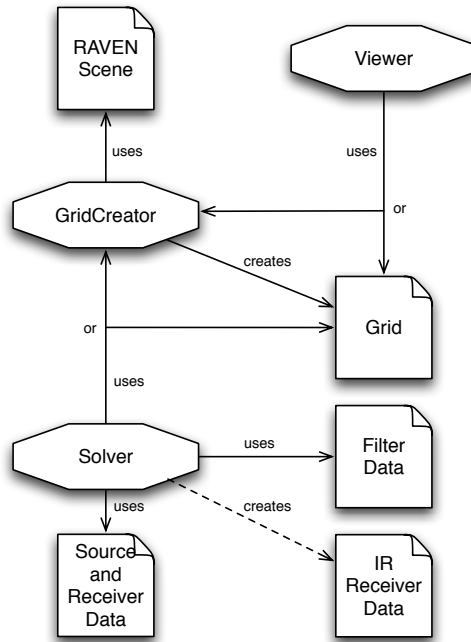 RAVEN
Scene
Viewer
uses
uses
GridCreator
or
creates
Grid
or
uses
Solver
uses
Filter
Data
uses
creates
Source
and
Receiver
Data
IR
Receiver
Data